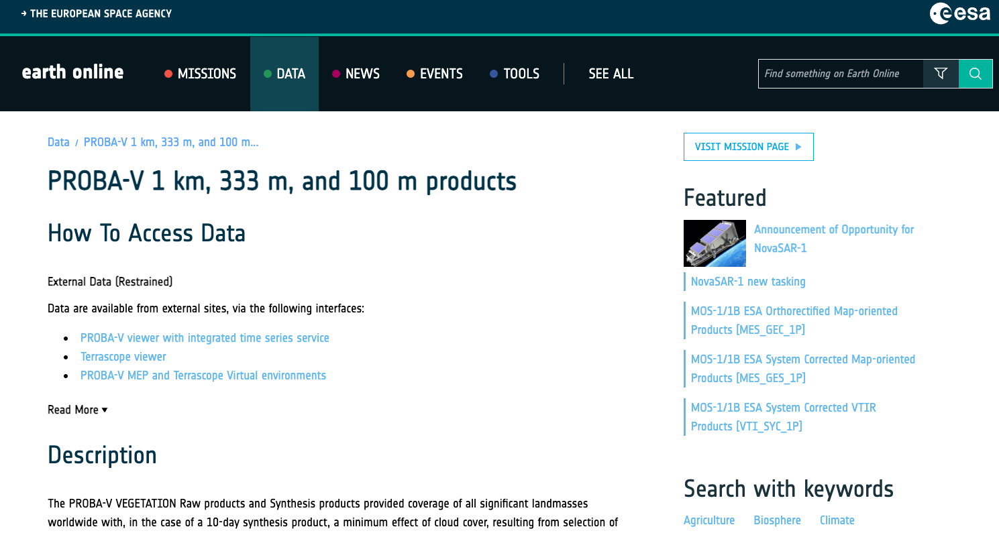 → THE EUROPEAN SPACE AGENCY
esa
earth online
MISSIONS
DATA
NEWS
EVENTS
TOOLS
SEE ALL
Find something on Earth Online
Data / PROBA-V 1 km, 333 m, and 100 m...
PROBA-V 1 km, 333 m, and 100 m products
How To Access Data
External Data (Restrained)
Data are available from external sites, via the following interfaces:
• PROBA-V viewer with integrated time series service
• Terrascope viewer
• PROBA-V MEP and Terrascope Virtual environments
Read More ▾
Description
The PROBA-V VEGETATION Raw products and Synthesis products provided coverage of all significant landmasses
worldwide with, in the case of a 10-day synthesis product, a minimum effect of cloud cover, resulting from selection of
VISIT MISSION PAGE ▶
Featured
Announcement of Opportunity for
NovaSAR-1
NovaSAR-1 new tasking
MOS-1/1B ESA Orthorectified Map-oriented
Products [MES_GEC_1P]
MOS-1/1B ESA System Corrected Map-oriented
Products [MES_GES_1P]
MOS-1/1B ESA System Corrected VTIR
Products [VTI_SYC_1P]
Search with keywords
Agriculture Biosphere Climate